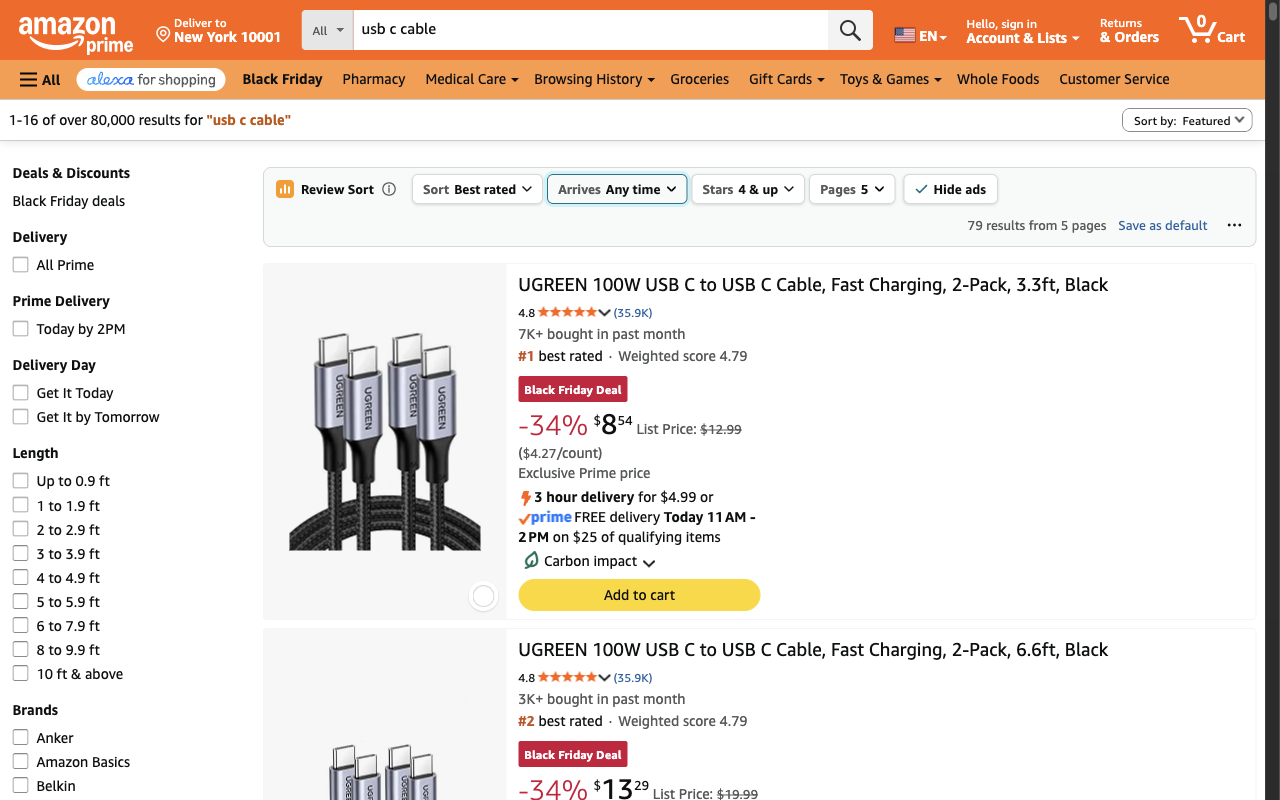 amazon prime
Deliver to
New York 10001
All
usb c cable
EN
Hello, sign in
Account & Lists
Returns
& Orders
0
Cart
All
alexa for shopping
Black Friday
Pharmacy
Medical Care
Browsing History
Groceries
Gift Cards
Toys & Games
Whole Foods
Customer Service
1-16 of over 80,000 results for "usb c cable"
Sort by: Featured
Deals & Discounts
Black Friday deals
Delivery
All Prime
Prime Delivery
Today by 2PM
Delivery Day
Get It Today
Get It by Tomorrow
Length
Up to 0.9 ft
1 to 1.9 ft
2 to 2.9 ft
3 to 3.9 ft
4 to 4.9 ft
5 to 5.9 ft
6 to 7.9 ft
8 to 9.9 ft
10 ft & above
Brands
Anker
Amazon Basics
Belkin
Review Sort
Sort Best rated
Arrives Any time
Stars 4 & up
Pages 5
Hide ads
79 results from 5 pages
Save as default
UGREEN
UGREEN
UGREEN
UGREEN
UGREEN 100W USB C to USB C Cable, Fast Charging, 2-Pack, 3.3ft, Black
4.8 (35.9K)
7K+ bought in past month
#1 best rated · Weighted score 4.79
Black Friday Deal
-34% $8.54 List Price: $12.99
($4.27/count)
Exclusive Prime price
3 hour delivery for $4.99 or
prime FREE delivery Today 11 AM -
2 PM on $25 of qualifying items
Carbon impact
Add to cart
UGREEN 100W USB C to USB C Cable, Fast Charging, 2-Pack, 6.6ft, Black
4.8 (35.9K)
3K+ bought in past month
#2 best rated · Weighted score 4.79
Black Friday Deal
-34% $13.29 List Price: $19.99